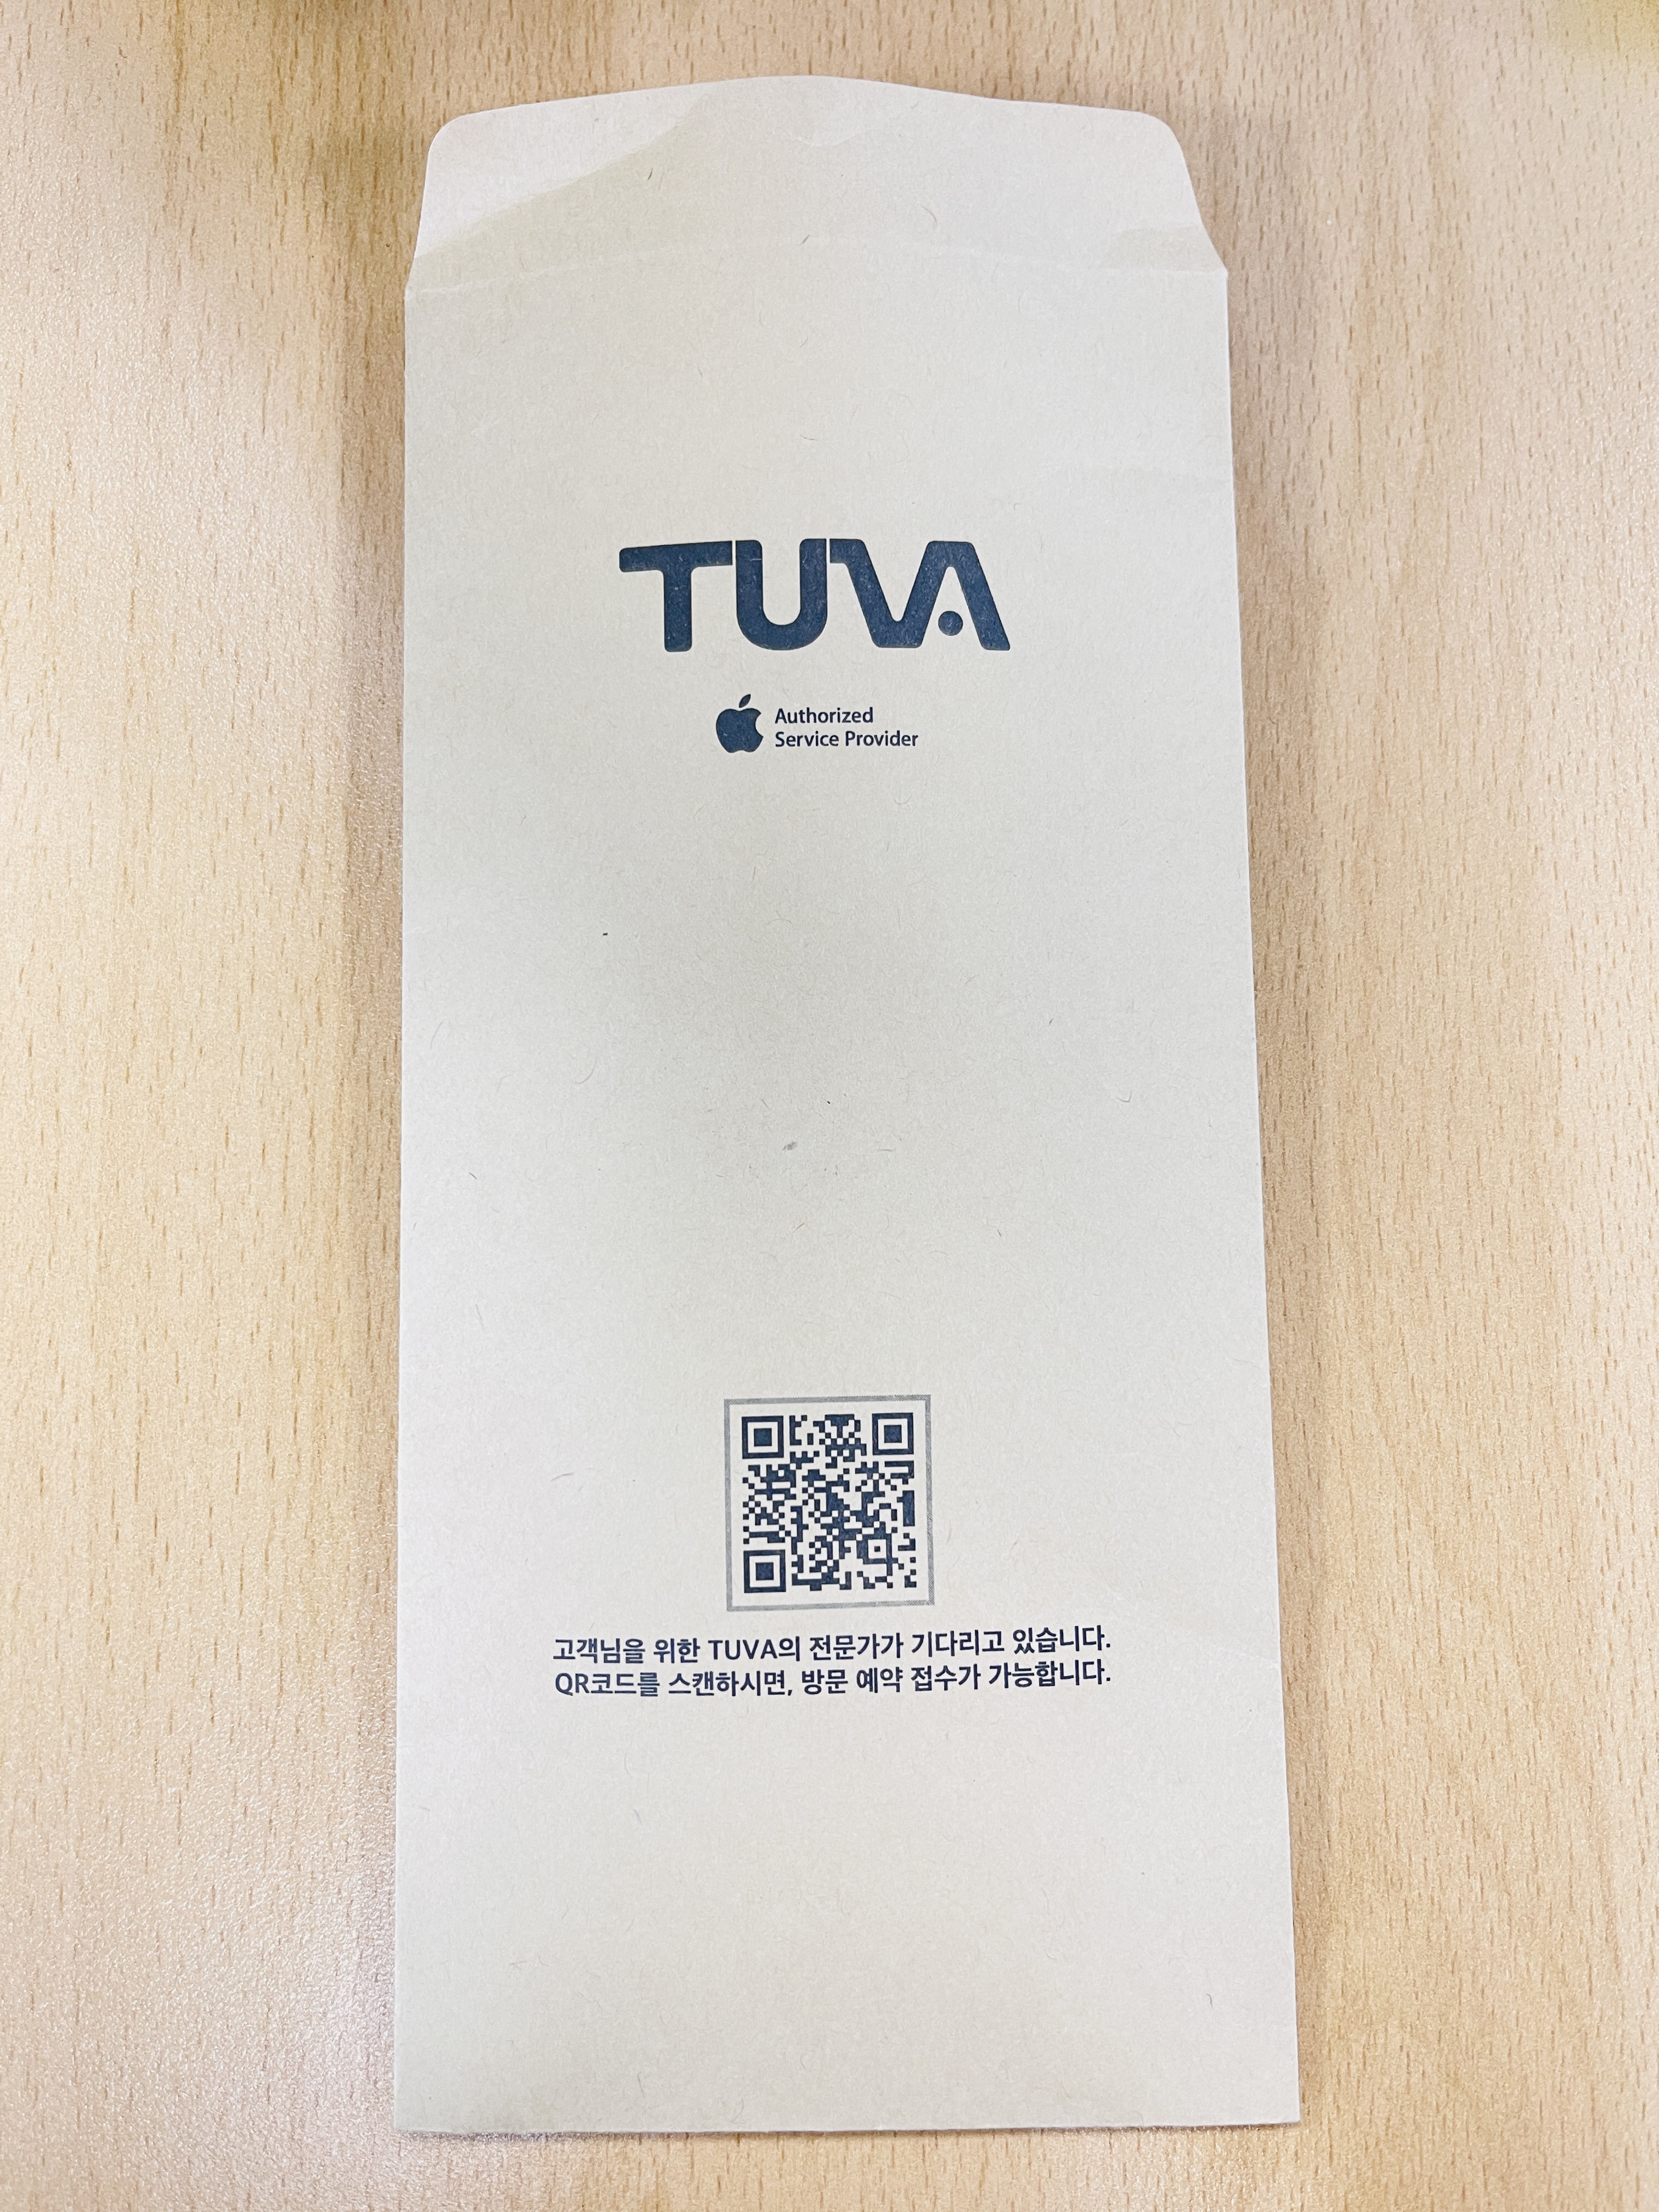 TUVA
Authorized
Service Provider
고객님을 위한 TUVA의 전문가가 기다리고 있습니다.
QR코드를 스캔하시면, 방문 예약 접수가 가능합니다.